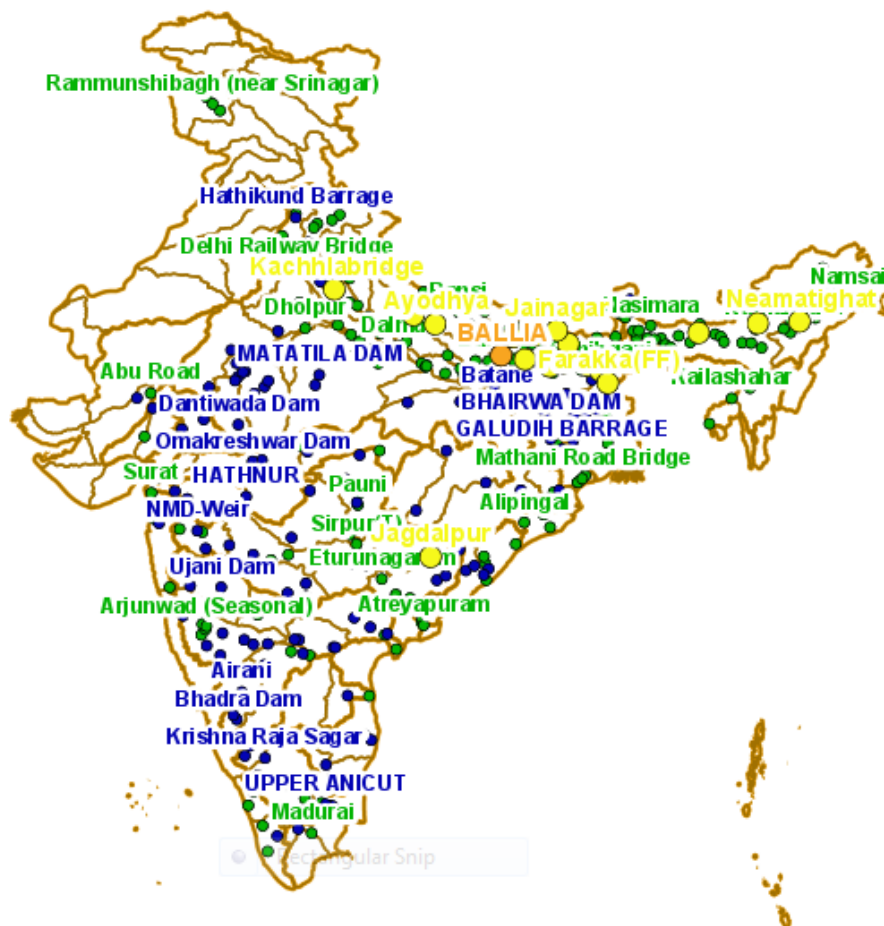 Rammunshibagh (near Srinagar)
Hathikund Barrage
Delhi Railway Bridge
Kachhlabridge
Namsai
Dholpur
Ayodhya
Jainagar
Neamatighat
BALLIA
MATATILA DAM
Farakka(FF)
Abu Road
Batane
Dantiwada Dam
BHAIRWA DAM
GALUDIH BARRAGE
Omakreshwar Dam
Surat
HATHNUR
Mathani Road Bridge
Pauni
NMD-Weir
Alipingal
Sirpur(T)
Jagdalpur
Ujani Dam
Arjunwad (Seasonal)
Atreyapuram
Airani
Bhadra Dam
Krishna Raja Sagar
UPPER ANICUT
Madurai
Rectangular Snip